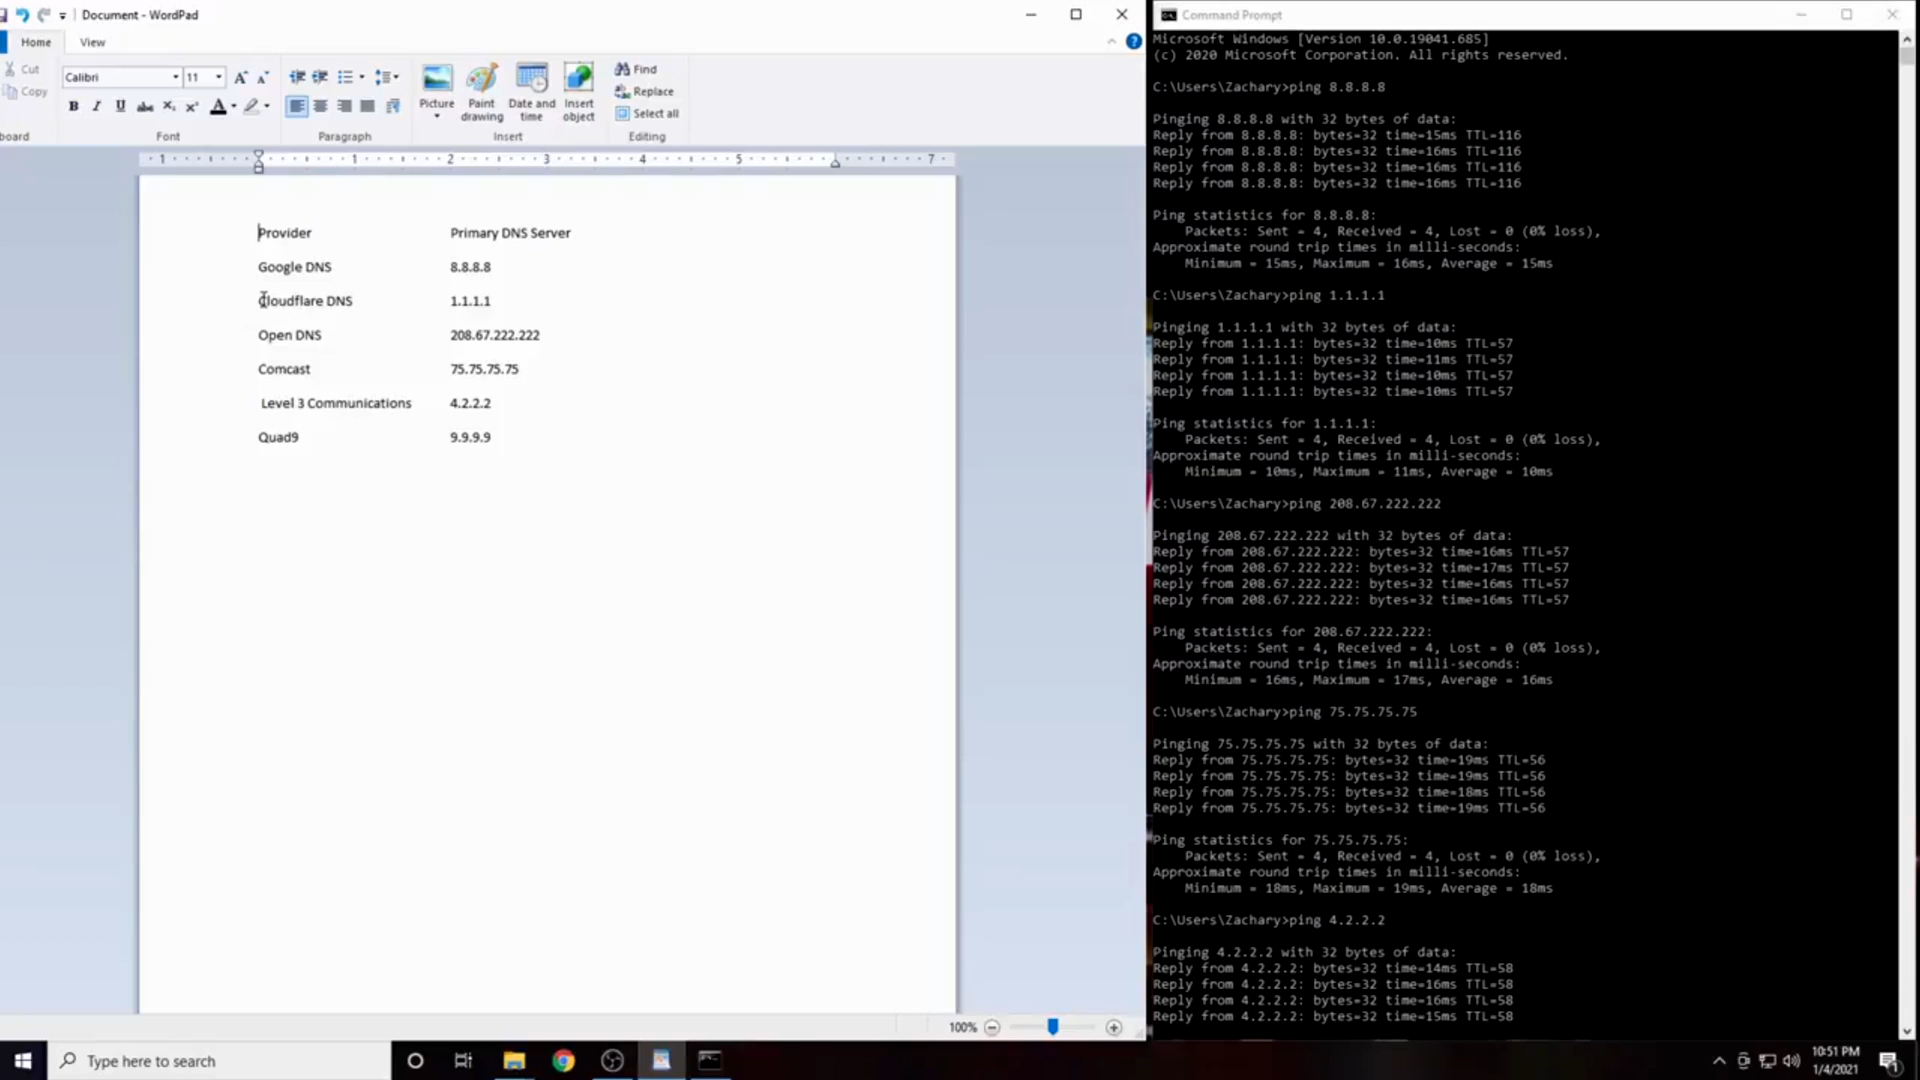 Document - WordPad
Home View
Cut
Copy
Calibri 11
B I U abc X₂ X² A
Picture Paint drawing Date and time Insert object
Find
Replace
Select all
oard Font Paragraph Insert Editing
1 1 2 3 4 5 7
Provider Primary DNS Server
Google DNS 8.8.8.8
Cloudflare DNS 1.1.1.1
Open DNS 208.67.222.222
Comcast 75.75.75.75
Level 3 Communications 4.2.2.2
Quad9 9.9.9.9
100%
Command Prompt
Microsoft Windows [Version 10.0.19041.685]
(c) 2020 Microsoft Corporation. All rights reserved.
C:\Users\Zachary>ping 8.8.8.8
Pinging 8.8.8.8 with 32 bytes of data:
Reply from 8.8.8.8: bytes=32 time=15ms TTL=116
Reply from 8.8.8.8: bytes=32 time=16ms TTL=116
Reply from 8.8.8.8: bytes=32 time=16ms TTL=116
Reply from 8.8.8.8: bytes=32 time=16ms TTL=116
Ping statistics for 8.8.8.8:
Packets: Sent = 4, Received = 4, Lost = 0 (0% loss),
Approximate round trip times in milli-seconds:
Minimum = 15ms, Maximum = 16ms, Average = 15ms
C:\Users\Zachary>ping 1.1.1.1
Pinging 1.1.1.1 with 32 bytes of data:
Reply from 1.1.1.1: bytes=32 time=10ms TTL=57
Reply from 1.1.1.1: bytes=32 time=11ms TTL=57
Reply from 1.1.1.1: bytes=32 time=10ms TTL=57
Reply from 1.1.1.1: bytes=32 time=10ms TTL=57
Ping statistics for 1.1.1.1:
Packets: Sent = 4, Received = 4, Lost = 0 (0% loss),
Approximate round trip times in milli-seconds:
Minimum = 10ms, Maximum = 11ms, Average = 10ms
C:\Users\Zachary>ping 208.67.222.222
Pinging 208.67.222.222 with 32 bytes of data:
Reply from 208.67.222.222: bytes=32 time=16ms TTL=57
Reply from 208.67.222.222: bytes=32 time=17ms TTL=57
Reply from 208.67.222.222: bytes=32 time=16ms TTL=57
Reply from 208.67.222.222: bytes=32 time=16ms TTL=57
Ping statistics for 208.67.222.222:
Packets: Sent = 4, Received = 4, Lost = 0 (0% loss),
Approximate round trip times in milli-seconds:
Minimum = 16ms, Maximum = 17ms, Average = 16ms
C:\Users\Zachary>ping 75.75.75.75
Pinging 75.75.75.75 with 32 bytes of data:
Reply from 75.75.75.75: bytes=32 time=19ms TTL=56
Reply from 75.75.75.75: bytes=32 time=19ms TTL=56
Reply from 75.75.75.75: bytes=32 time=18ms TTL=56
Reply from 75.75.75.75: bytes=32 time=19ms TTL=56
Ping statistics for 75.75.75.75:
Packets: Sent = 4, Received = 4, Lost = 0 (0% loss),
Approximate round trip times in milli-seconds:
Minimum = 18ms, Maximum = 19ms, Average = 18ms
C:\Users\Zachary>ping 4.2.2.2
Pinging 4.2.2.2 with 32 bytes of data:
Reply from 4.2.2.2: bytes=32 time=14ms TTL=58
Reply from 4.2.2.2: bytes=32 time=16ms TTL=58
Reply from 4.2.2.2: bytes=32 time=16ms TTL=58
Reply from 4.2.2.2: bytes=32 time=15ms TTL=58
Type here to search
10:51 PM
1/4/2021
1